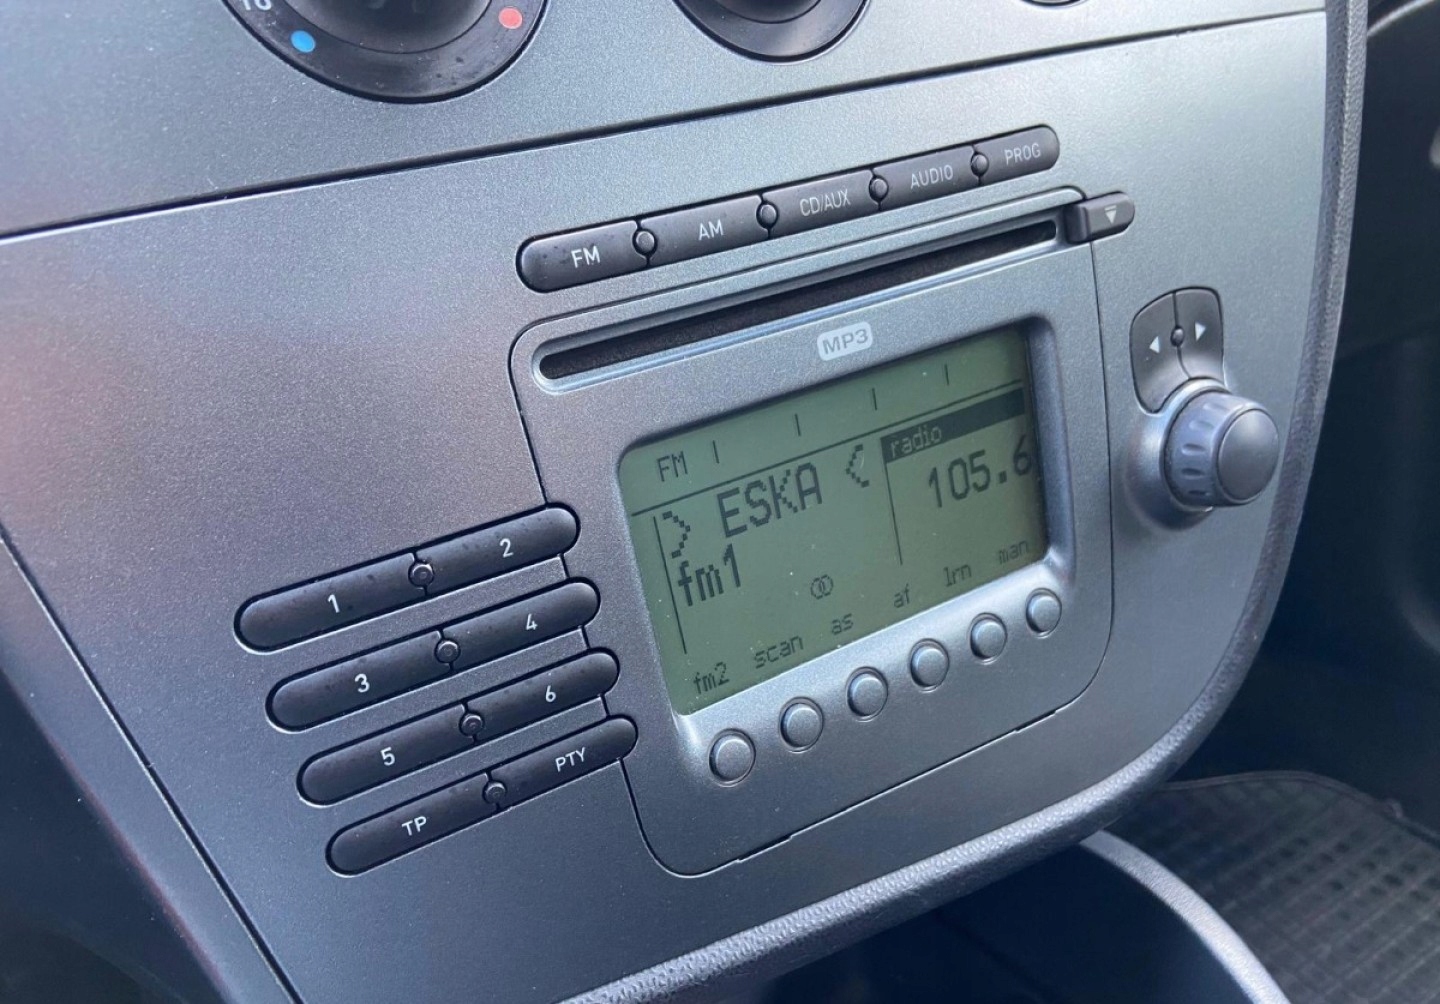 FM AM CD/AUX AUDIO PROG
MP3
FM
radio
> ESKA < 105.6
fm1
fm2 scan as af lrn man
1 2
3 4
5 6
TP PTY